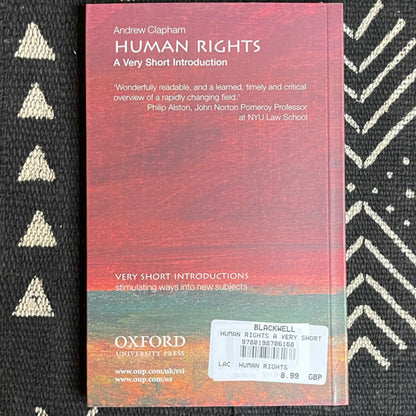 Andrew Clapham
HUMAN RIGHTS
A Very Short Introduction
'Wonderfully readable, and a learned, timely and critical
overview of a rapidly changing field.'
Philip Alston, John Norton Pomeroy Professor
at NYU Law School
VERY SHORT INTRODUCTIONS
stimulating ways into new subjects
OXFORD
UNIVERSITY PRESS
www.oup.com/uk/vsi
www.oup.com/us
BLACKWELL
HUMAN RIGHTS A VERY SHORT
9780198706168
LAC HUMAN RIGHTS
8.99 GBP